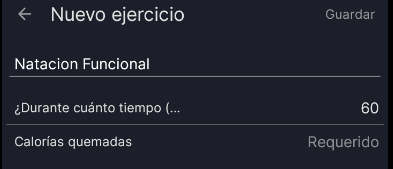 ← Nuevo ejercicio Guardar
Natacion Funcional
¿Durante cuánto tiempo (... 60
Calorías quemadas Requerido